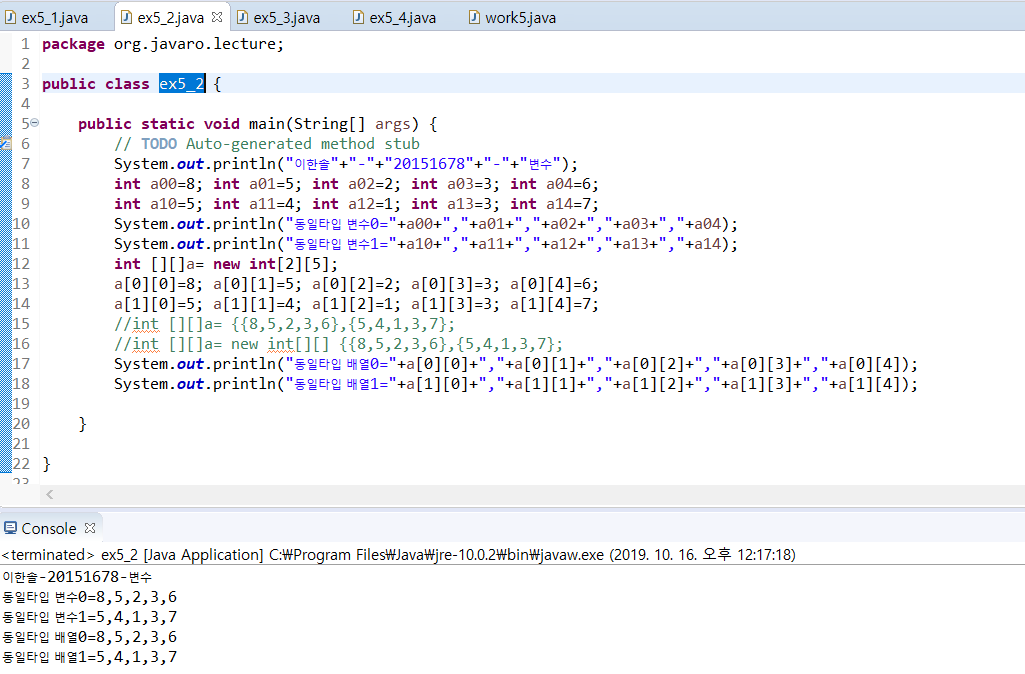 ex5_1.java ex5_2.java ex5_3.java ex5_4.java work5.java
1 package org.javaro.lecture;
2
3 public class ex5_2 {
4
5 public static void main(String[] args) {
6 // TODO Auto-generated method stub
7 System.out.println("이한솔"+"-"+"20151678"+"-"+"변수");
8 int a00=8; int a01=5; int a02=2; int a03=3; int a04=6;
9 int a10=5; int a11=4; int a12=1; int a13=3; int a14=7;
10 System.out.println("동일타입 변수0="+a00+","+a01+","+a02+","+a03+","+a04);
11 System.out.println("동일타입 변수1="+a10+","+a11+","+a12+","+a13+","+a14);
12 int [][]a= new int[2][5];
13 a[0][0]=8; a[0][1]=5; a[0][2]=2; a[0][3]=3; a[0][4]=6;
14 a[1][0]=5; a[1][1]=4; a[1][2]=1; a[1][3]=3; a[1][4]=7;
15 //int [][]a= {{8,5,2,3,6},{5,4,1,3,7};
16 //int [][]a= new int[][] {{8,5,2,3,6},{5,4,1,3,7};
17 System.out.println("동일타입 배열0="+a[0][0]+","+a[0][1]+","+a[0][2]+","+a[0][3]+","+a[0][4]);
18 System.out.println("동일타입 배열1="+a[1][0]+","+a[1][1]+","+a[1][2]+","+a[1][3]+","+a[1][4]);
19
20 }
21
22 }
23
Console
<terminated> ex5_2 [Java Application] C:₩Program Files₩Java₩jre-10.0.2₩bin₩javaw.exe (2019. 10. 16. 오후 12:17:18)
이한솔-20151678-변수
동일타입 변수0=8,5,2,3,6
동일타입 변수1=5,4,1,3,7
동일타입 배열0=8,5,2,3,6
동일타입 배열1=5,4,1,3,7